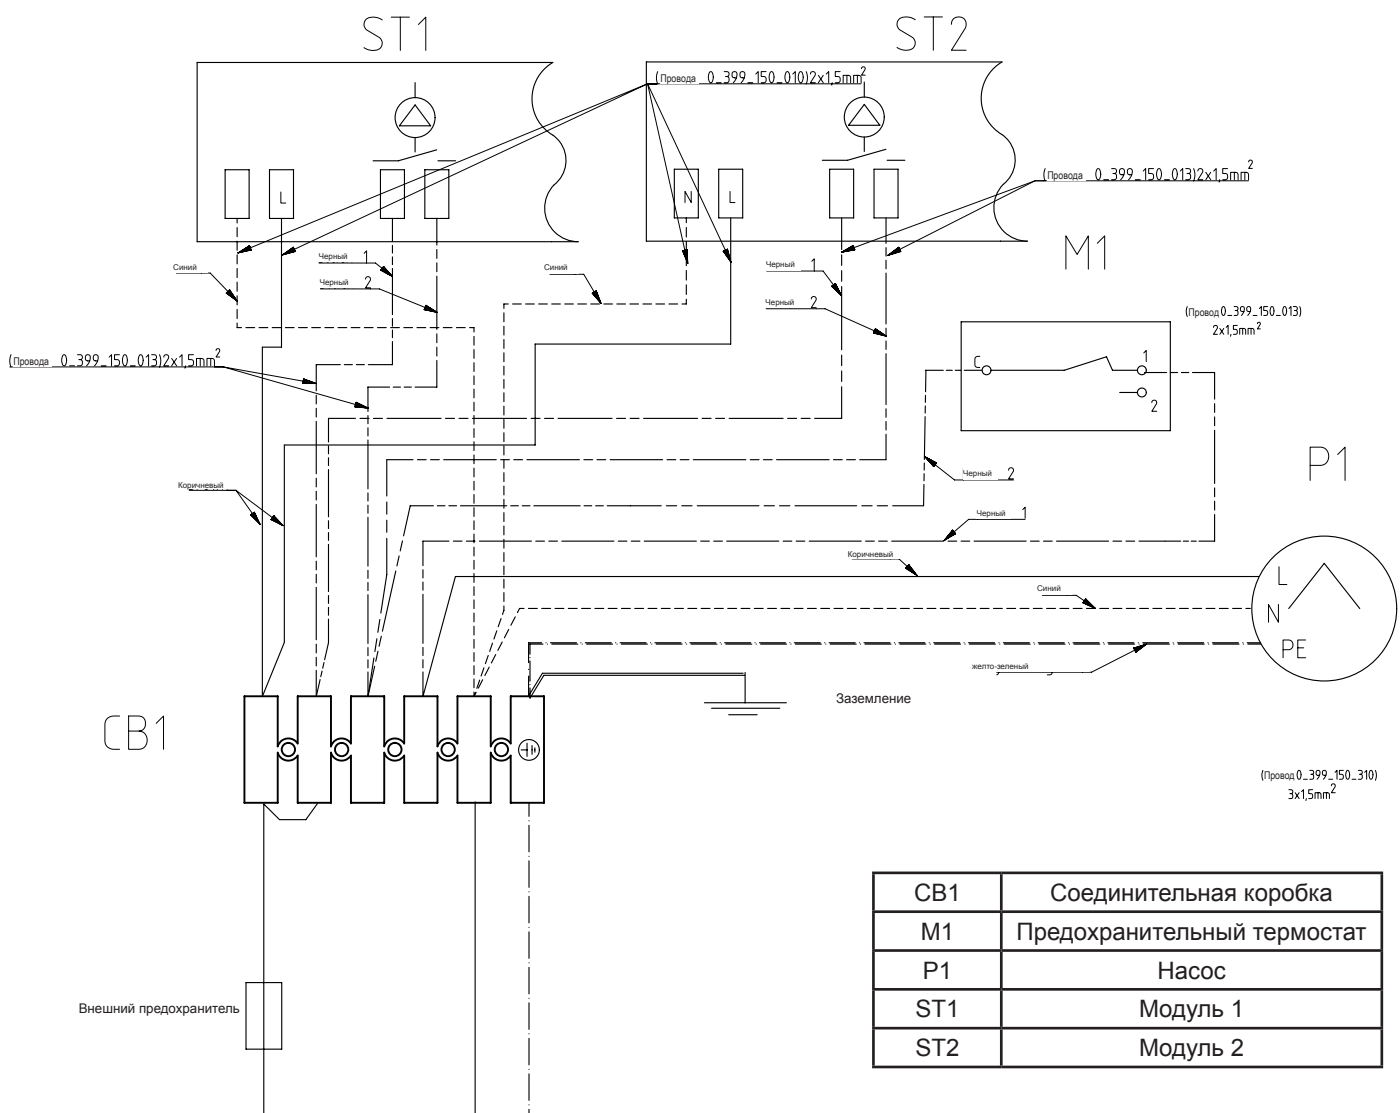 ST1
ST2
(Провода 0_399_150_010)2x1,5mm²
(Провода 0_399_150_013)2x1,5mm²
L
N
L
M1
Синий
Черный 1
Черный 2
Синий
Черный 1
Черный 2
(Провод 0_399_150_013)
2x1,5mm²
(Провода 0_399_150_013)2x1,5mm²
C
1
2
P1
Коричневый
Черный 2
Черный 1
Коричневый
Синий
L
N
PE
желто-зеленый
Заземление
CB1
(Провод 0_399_150_310)
3x1,5mm²
CB1 Соединительная коробка
M1 Предохранительный термостат
P1 Насос
ST1 Модуль 1
ST2 Модуль 2
Внешний предохранитель